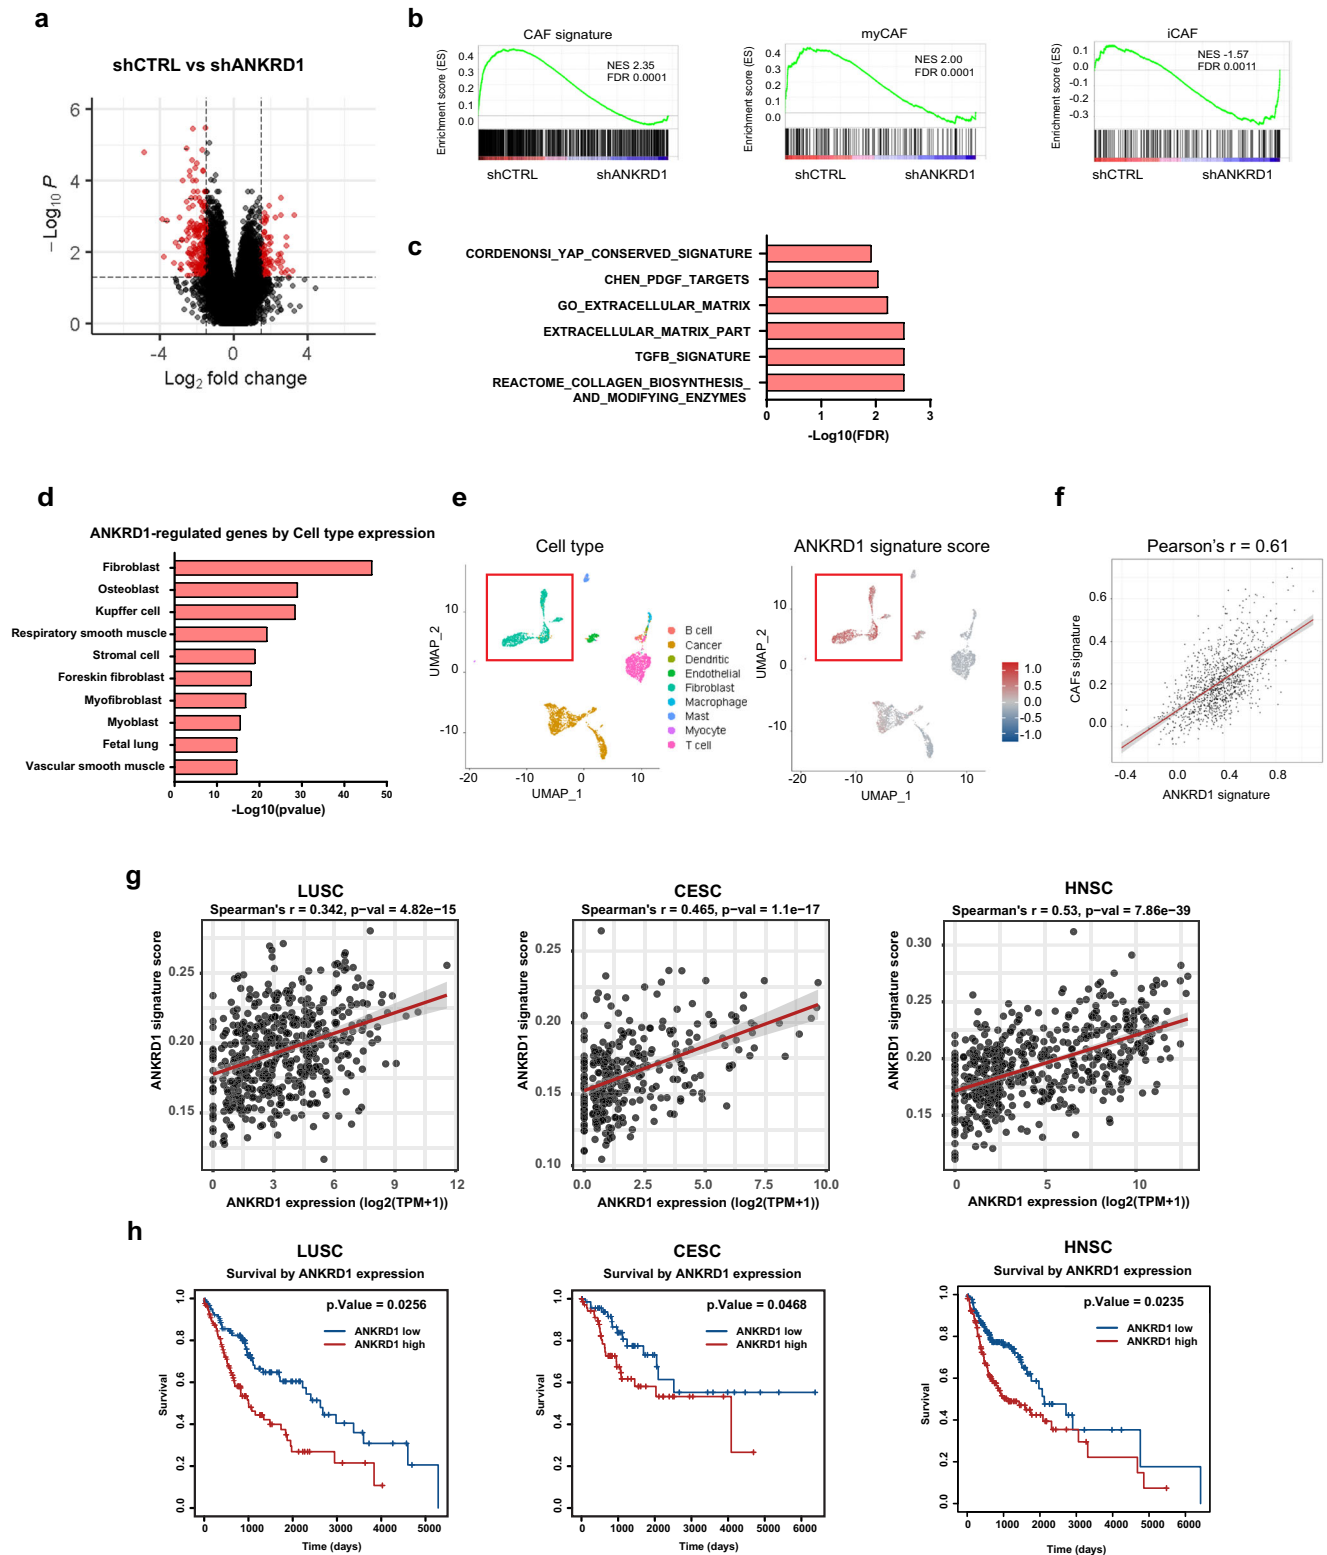 a
shCTRL vs shANKRD1
6
4
2
0
-4
0
4
– Log10 P
Log2 fold change
b
CAF signature
NES 2.35
FDR 0.0001
Enrichment score (ES)
0.4
0.3
0.2
0.1
0.0
shCTRL
shANKRD1
myCAF
NES 2.00
FDR 0.0001
Enrichment score (ES)
0.4
0.3
0.2
0.1
0.0
shCTRL
shANKRD1
iCAF
NES -1.57
FDR 0.0011
Enrichment score (ES)
0.1
-0.1
-0.2
-0.3
shCTRL
shANKRD1
c
CORDENONSI_YAP_CONSERVED_SIGNATURE
CHEN_PDGF_TARGETS
GO_EXTRACELLULAR_MATRIX
EXTRACELLULAR_MATRIX_PART
TGFB_SIGNATURE
REACTOME_COLLAGEN_BIOSYNTHESIS_
AND_MODIFYING_ENZYMES
0 1 2 3
-Log10(FDR)
d
ANKRD1-regulated genes by Cell type expression
Fibroblast
Osteoblast
Kupffer cell
Respiratory smooth muscle
Stromal cell
Foreskin fibroblast
Myofibroblast
Myoblast
Fetal lung
Vascular smooth muscle
0 10 20 30 40 50
-Log10(pvalue)
e
Cell type
UMAP_2
10
0
-10
-20 -10 0 10
UMAP_1
B cell
Cancer
Dendritic
Endothelial
Fibroblast
Macrophage
Mast
Myocyte
T cell
ANKRD1 signature score
UMAP_2
10
0
-10
-20 -10 0 10
UMAP_1
1.0
0.5
0.0
-0.5
-1.0
f
Pearson's r = 0.61
CAFs signature
0.6
0.4
0.2
0.0
-0.4 0.0 0.4 0.8
ANKRD1 signature
g
LUSC
Spearman's r = 0.342, p−val = 4.82e−15
ANKRD1 signature score
0.25
0.20
0.15
0 3 6 9 12
ANKRD1 expression (log2(TPM+1))
CESC
Spearman's r = 0.465, p−val = 1.1e−17
ANKRD1 signature score
0.25
0.20
0.15
0.10
0.0 2.5 5.0 7.5 10.0
ANKRD1 expression (log2(TPM+1))
HNSC
Spearman's r = 0.53, p−val = 7.86e−39
ANKRD1 signature score
0.30
0.25
0.20
0.15
0 5 10
ANKRD1 expression (log2(TPM+1))
h
LUSC
Survival by ANKRD1 expression
p.Value = 0.0256
ANKRD1 low
ANKRD1 high
Survival
1.0
0.8
0.6
0.4
0.2
0.0
0 1000 2000 3000 4000 5000
Time (days)
CESC
Survival by ANKRD1 expression
p.Value = 0.0468
ANKRD1 low
ANKRD1 high
Survival
1.0
0.8
0.6
0.4
0.2
0.0
0 1000 2000 3000 4000 5000 6000
Time (days)
HNSC
Survival by ANKRD1 expression
p.Value = 0.0235
ANKRD1 low
ANKRD1 high
Survival
1.0
0.8
0.6
0.4
0.2
0.0
0 1000 2000 3000 4000 5000 6000
Time (days)